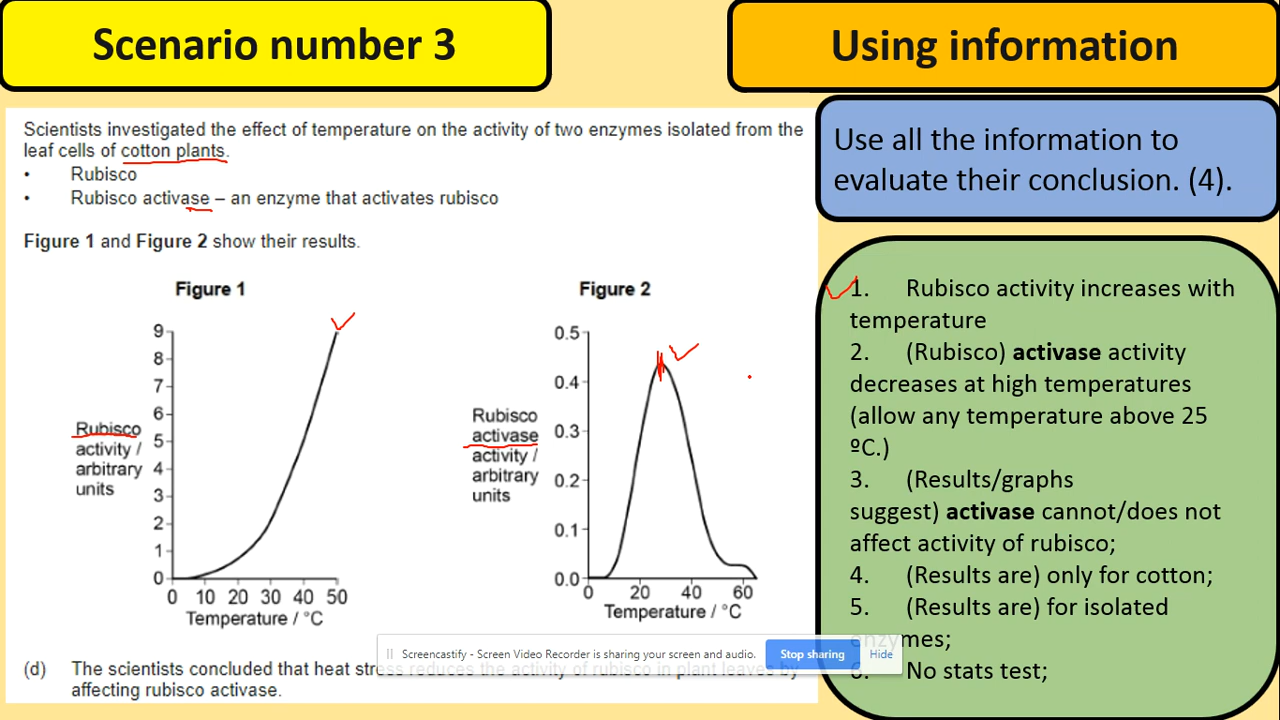 Scenario number 3
Using information
Scientists investigated the effect of temperature on the activity of two enzymes isolated from the
leaf cells of cotton plants.
• Rubisco
• Rubisco activase – an enzyme that activates rubisco
Figure 1 and Figure 2 show their results.
Figure 1
9
8
7
6
5
4
3
2
1
0
Rubisco
activity /
arbitrary
units
0 10 20 30 40 50
Temperature / °C
Figure 2
0.5
0.4
0.3
0.2
0.1
0.0
Rubisco
activase
activity /
arbitrary
units
0 20 40 60
Temperature / °C
(d) The scientists concluded that heat stress reduces the activity of rubisco in plant leaves by
affecting rubisco activase.
Use all the information to
evaluate their conclusion. (4).
1. Rubisco activity increases with
temperature
2. (Rubisco) activase activity
decreases at high temperatures
(allow any temperature above 25
ºC.)
3. (Results/graphs
suggest) activase cannot/does not
affect activity of rubisco;
4. (Results are) only for cotton;
5. (Results are) for isolated
enzymes;
6. No stats test;
Screencastify - Screen Video Recorder is sharing your screen and audio.
Stop sharing
Hide